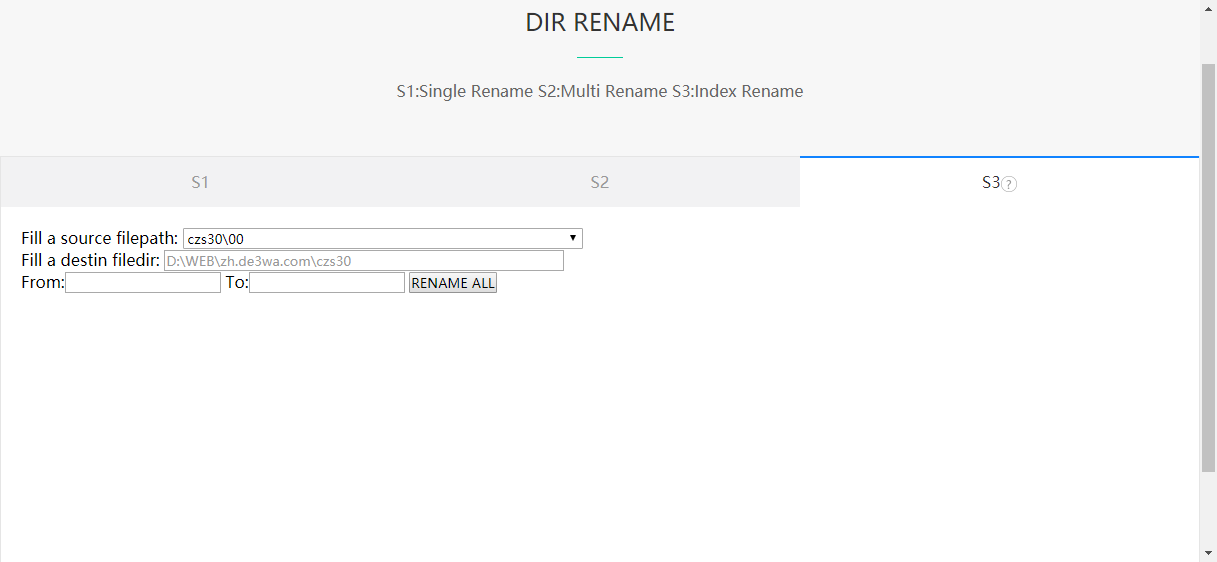 DIR RENAME
S1:Single Rename S2:Multi Rename S3:Index Rename
S1 S2 S3?
Fill a source filepath: czs30\00
Fill a destin filedir: D:\WEB\zh.de3wa.com\czs30
From: To: RENAME ALL